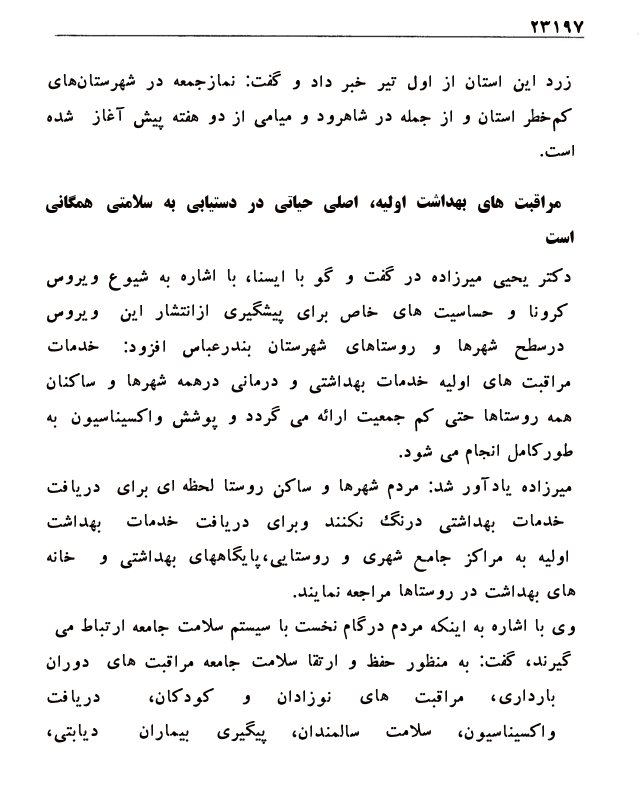 ۲۳۱۹۷
زرد این استان از اول تیر خبر داد و گفت: نمازجمعه در شهرستان‌های
کم‌خطر استان و از جمله در شاهرود و میامی از دو هفته پیش آغاز شده
است.
مراقبت های بهداشت اولیه، اصلی حیاتی در دستیابی به سلامتی همگانی
است
دکتر یحیی میرزاده در گفت و گو با ایسنا، با اشاره به شیوع ویروس
کرونا و حساسیت های خاص برای پیشگیری ازانتشار این ویروس
درسطح شهرها و روستاهای شهرستان بندرعباس افزود: خدمات
مراقبت های اولیه خدمات بهداشتی و درمانی درهمه شهرها و ساکنان
همه روستاها حتی کم جمعیت ارائه می گردد و پوشش واکسیناسیون به
طورکامل انجام می شود.
میرزاده یادآور شد: مردم شهرها و ساکن روستا لحظه ای برای دریافت
خدمات بهداشتی درنگ نکنند وبرای دریافت خدمات بهداشت
اولیه به مراکز جامع شهری و روستایی،پایگاههای بهداشتی و خانه
های بهداشت در روستاها مراجعه نمایند.
وی با اشاره به اینکه مردم درگام نخست با سیستم سلامت جامعه ارتباط می
گیرند، گفت: به منظور حفظ و ارتقا سلامت جامعه مراقبت های دوران
بارداری، مراقبت های نوزادان و کودکان، دریافت
واکسیناسیون، سلامت سالمندان، پیگیری بیماران دیابتی،